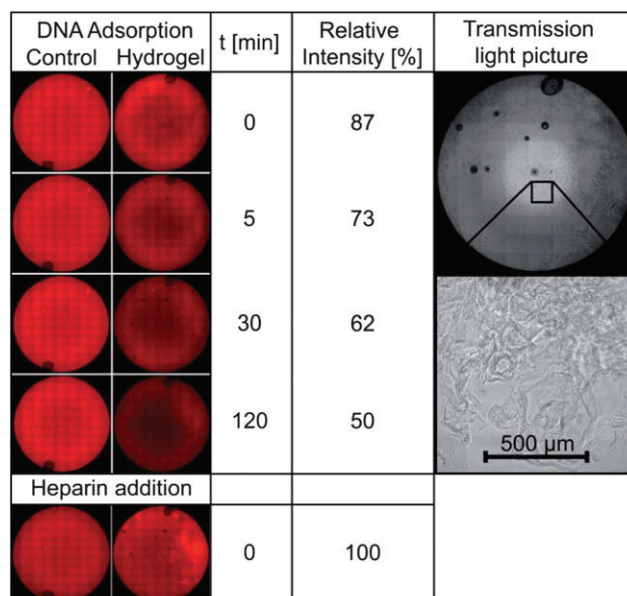 DNA Adsorption
Control Hydrogel
t [min]
Relative
Intensity [%]
Transmission
light picture
0 87
5 73
30 62
120 50
500 µm
Heparin addition
0 100